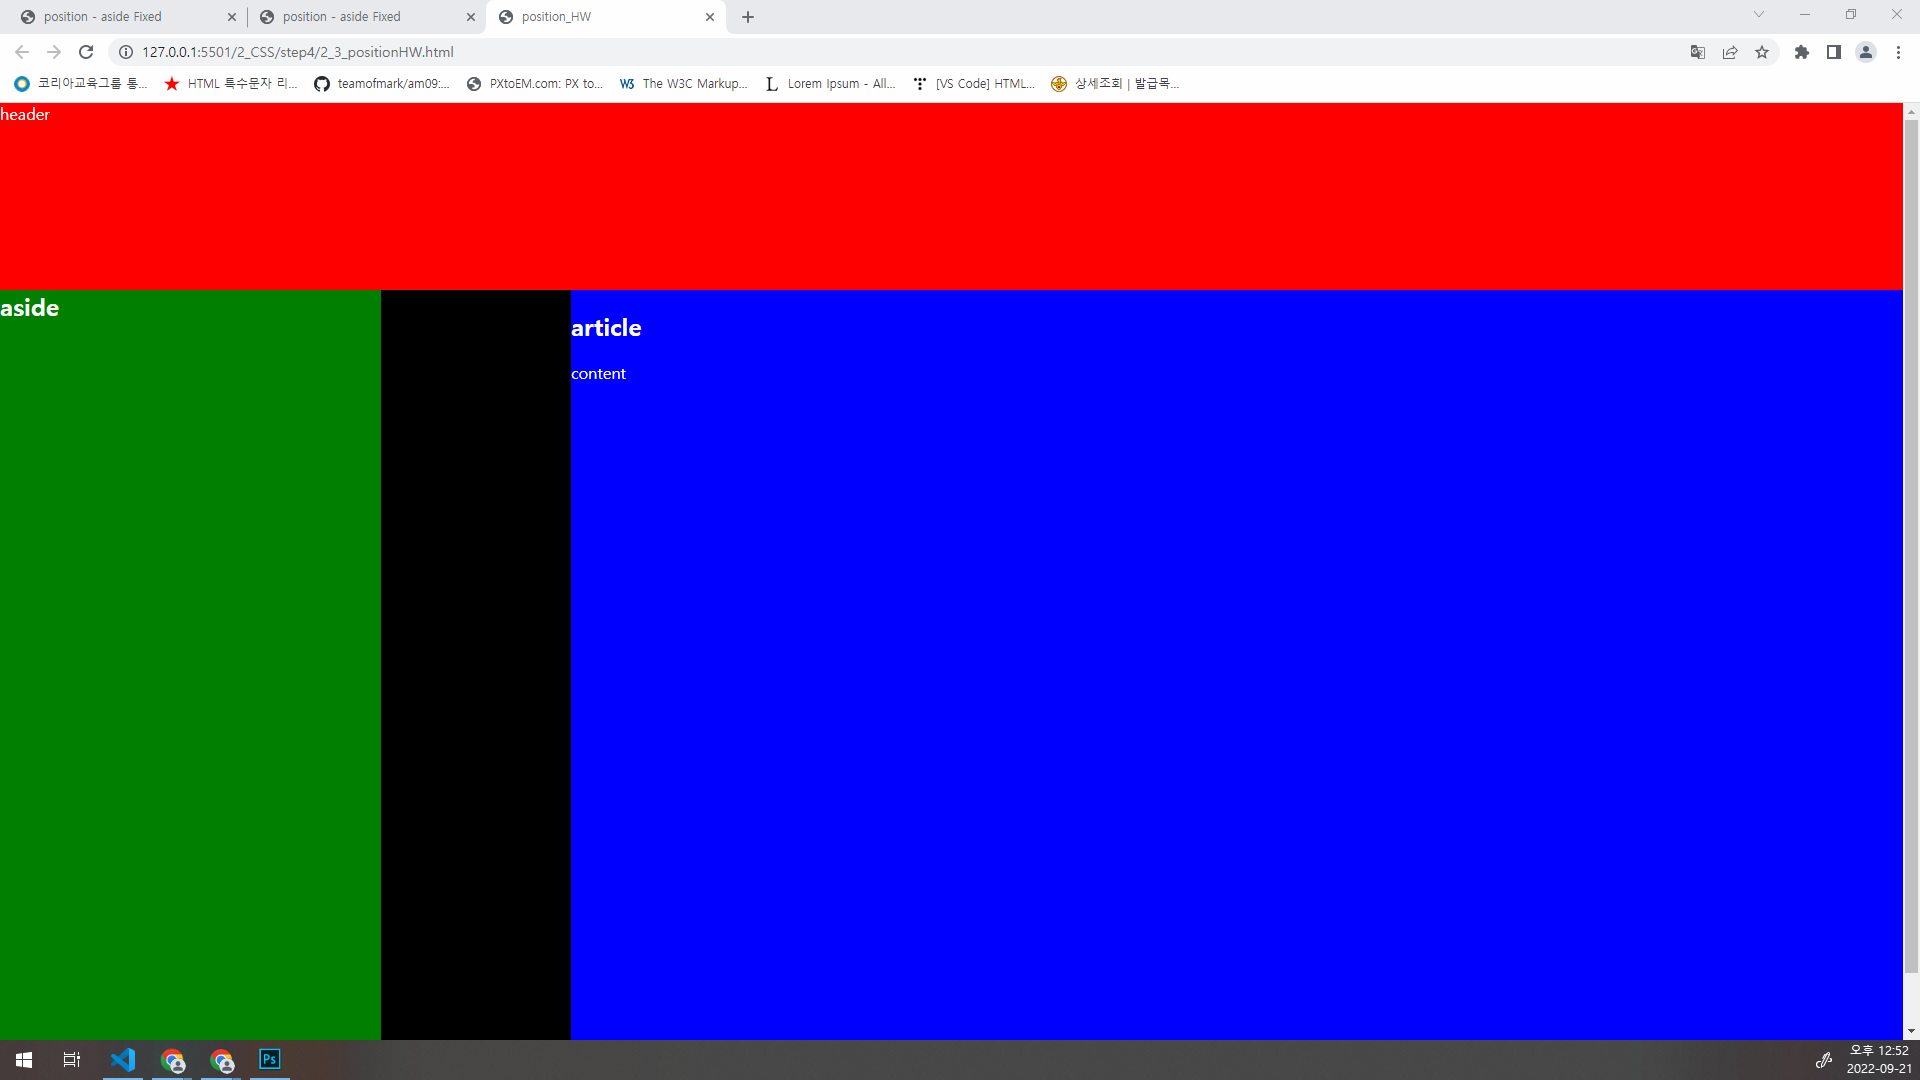 position - aside Fixed
position - aside Fixed
position_HW
127.0.0.1:5501/2_CSS/step4/2_3_positionHW.html
코리아교육그룹 통...
HTML 특수문자 리...
teamofmark/am09:...
PXtoEM.com: PX to...
W3 The W3C Markup...
L Lorem Ipsum - All...
[VS Code] HTML...
상세조회 | 발급목...
header
aside
article
content
Ps
오후 12:52
2022-09-21